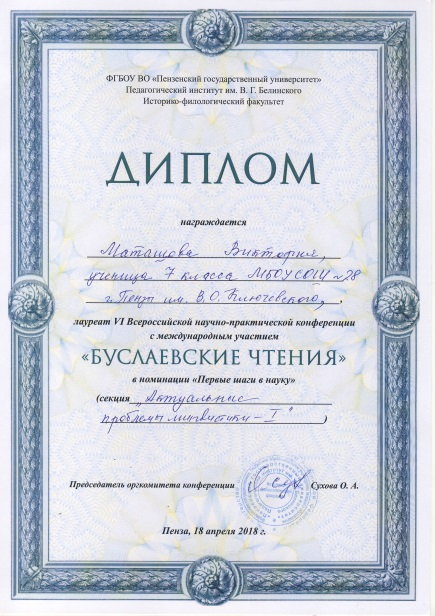 ФГБОУ ВО «Пензенский государственный университет»
Педагогический институт им. В. Г. Белинского
Историко-филологический факультет
ДИПЛОМ
награждается
Маташова Виктория,
ученица 7 класса МБОУСОШ №28
г. Пензы им. В.О. Ключевского,
лауреат VI Всероссийской научно-практической конференции
с международным участием
«БУСЛАЕВСКИЕ ЧТЕНИЯ»
в номинации «Первые шаги в науку»
(секция „Актуальные
проблемы лингвистики – I“ )
Председатель оргкомитета конференции Сухова О. А.
Пенза, 18 апреля 2018 г.